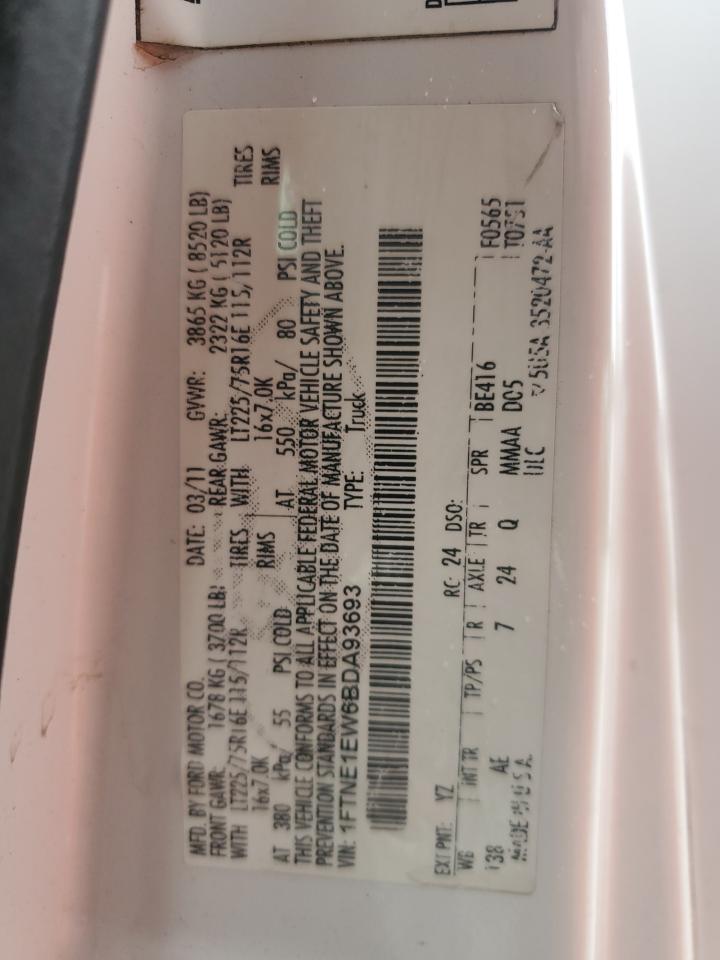 MFD. BY FORD MOTOR CO. DATE: 03/11 GVWR: 3865 KG ( 8520 LB)
FRONT GAWR: 1678 KG ( 3700 LB) REAR GAWR: 2322 KG ( 5120 LB)
WITH LT225/75R16E 115/112R TIRES WITH LT225/75R16E 115/112R TIRES
16x7.0K RIMS 16x7.0K RIMS
AT 380 kPa/ 55 PSI COLD AT 550 kPa/ 80 PSI COLD
THIS VEHICLE CONFORMS TO ALL APPLICABLE FEDERAL MOTOR VEHICLE SAFETY AND THEFT
PREVENTION STANDARDS IN EFFECT ON THE DATE OF MANUFACTURE SHOWN ABOVE.
VIN: 1FTNE1EW6BDA93693 TYPE: Truck
EXT PNT: YZ RC: 24 DSO:
WB INT TR TP/PS R AXLE TR SPR BE416 F0565
138 AE 7 24 Q MMAA DC5 T0751
MADE IN U S A ULC 5U5A 3520472-AA
D